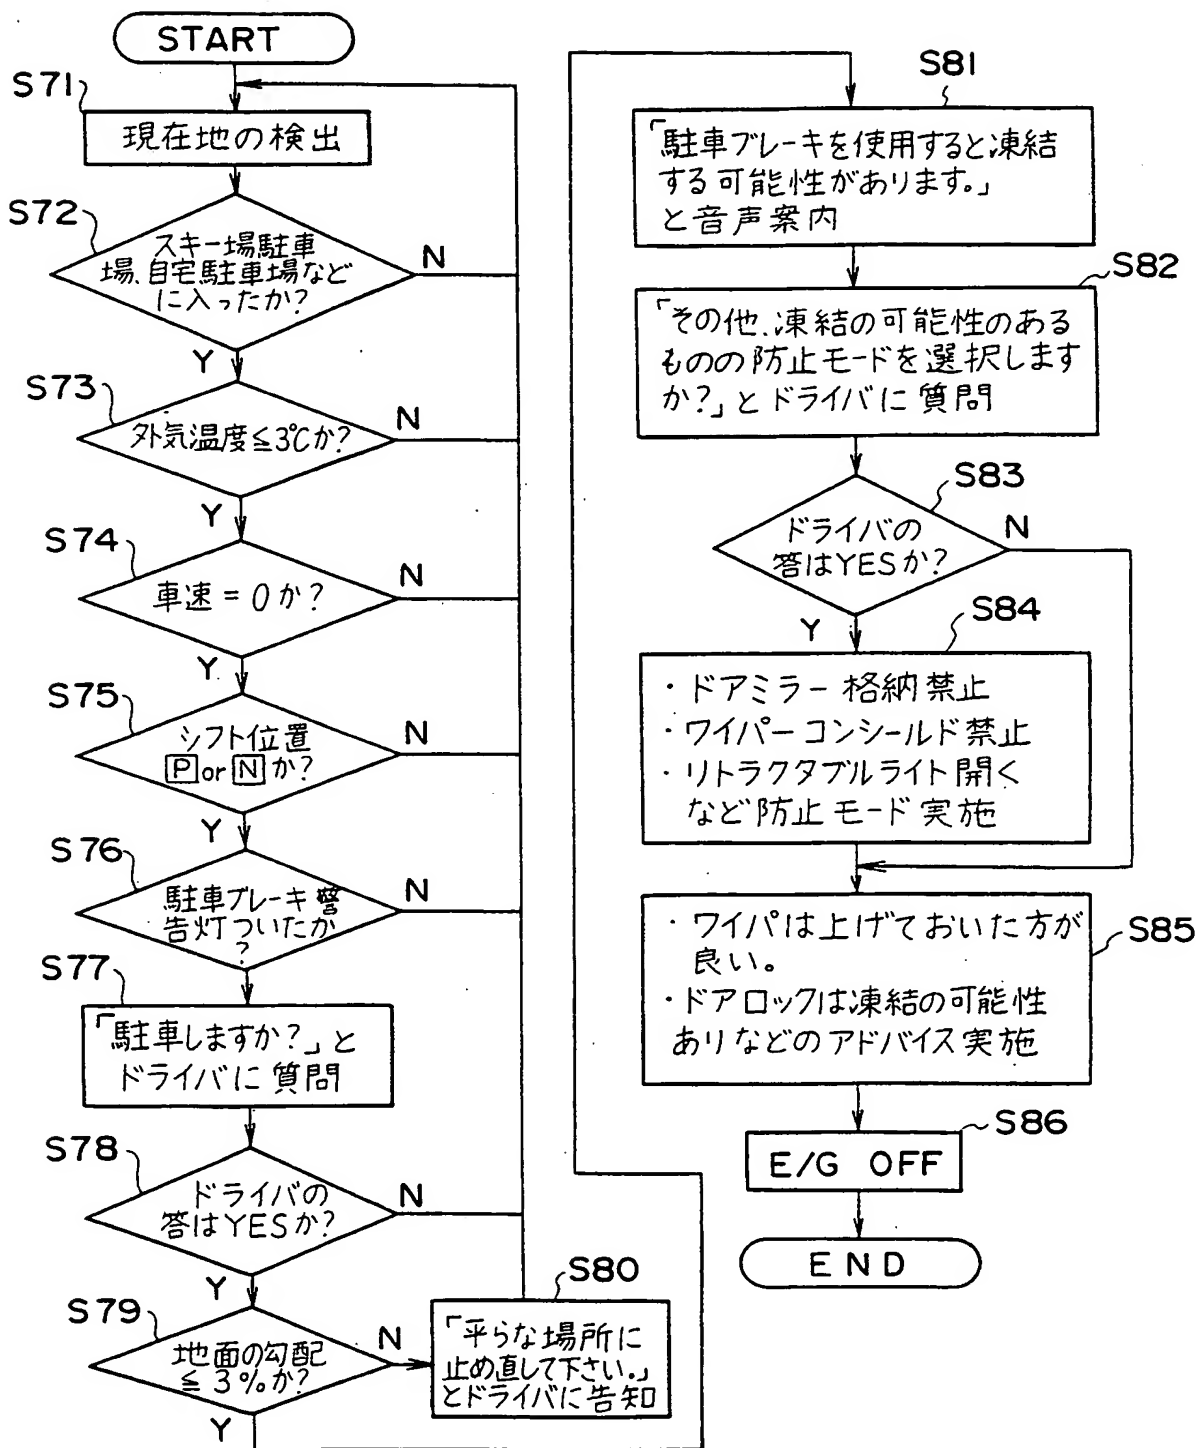 START
S71
現在地の検出
S72
スキー場駐車
場、自宅駐車場など
に入ったか?
N
Y
S73
外気温度≦3℃か?
N
Y
S74
車速=0か?
N
Y
S75
シフト位置
P or N か?
N
Y
S76
駐車ブレーキ警
告灯ついたか
?
N
S77
「駐車しますか?」と
ドライバに質問
S78
ドライバの
答はYESか?
N
Y
S79
地面の勾配
≦3%か?
N
Y
S80
「平らな場所に
止め直して下さい。」
とドライバに告知
S81
「駐車ブレーキを使用すると凍結
する可能性があります。」
と音声案内
S82
「その他、凍結の可能性のある
ものの防止モードを選択します
か?」とドライバに質問
S83
ドライバの
答はYESか?
N
Y
S84
・ドアミラー格納禁止
・ワイパーコンシールド禁止
・リトラクタブルライト開く
など防止モード実施
S85
・ワイパは上げておいた方が
良い。
・ドアロックは凍結の可能性
ありなどのアドバイス実施
S86
E/G OFF
END